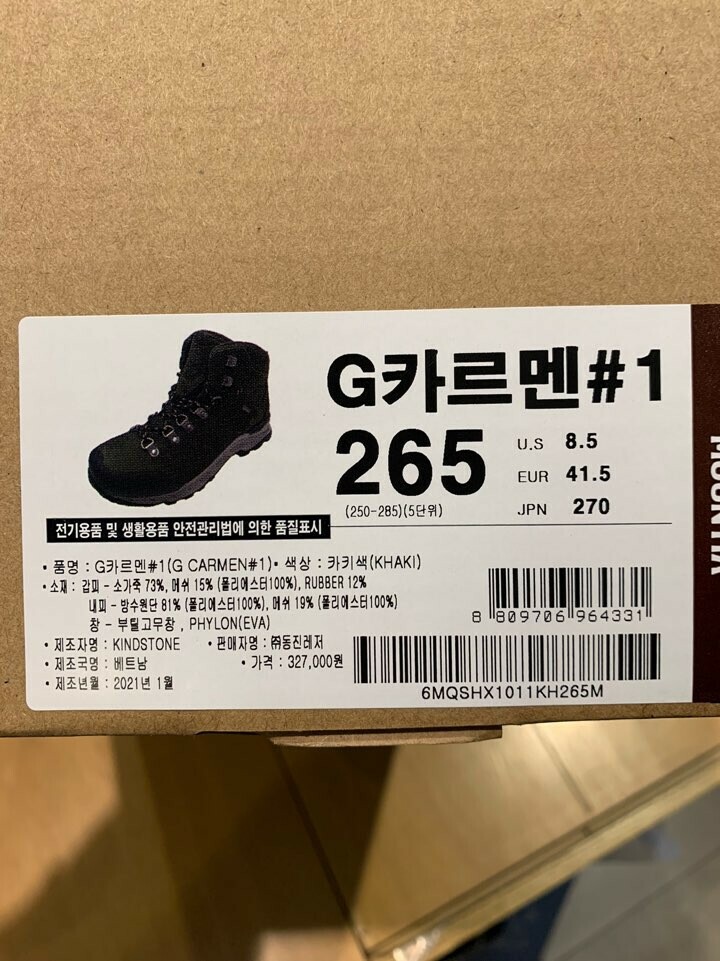 G카르멘#1
265
U.S 8.5
EUR 41.5
JPN 270
(250-285)(5단위)
전기용품 및 생활용품 안전관리법에 의한 품질표시
• 품명 : G카르멘#1(G CARMEN#1)• 색상 : 카키색(KHAKI)
• 소재 : 갑피 - 소가죽 73%, 메쉬 15% (폴리에스터100%), RUBBER 12%
내피 - 방수원단 81% (폴리에스터100%), 메쉬 19% (폴리에스터100%)
창 - 부틸고무창 , PHYLON(EVA)
• 제조자명 : KINDSTONE • 판매자명 : ㈜동진레저
• 제조국명 : 베트남 • 가격 : 327,000원
• 제조년월 : 2021년 1월
8 809706 964331
6MQSHX1011KH265M